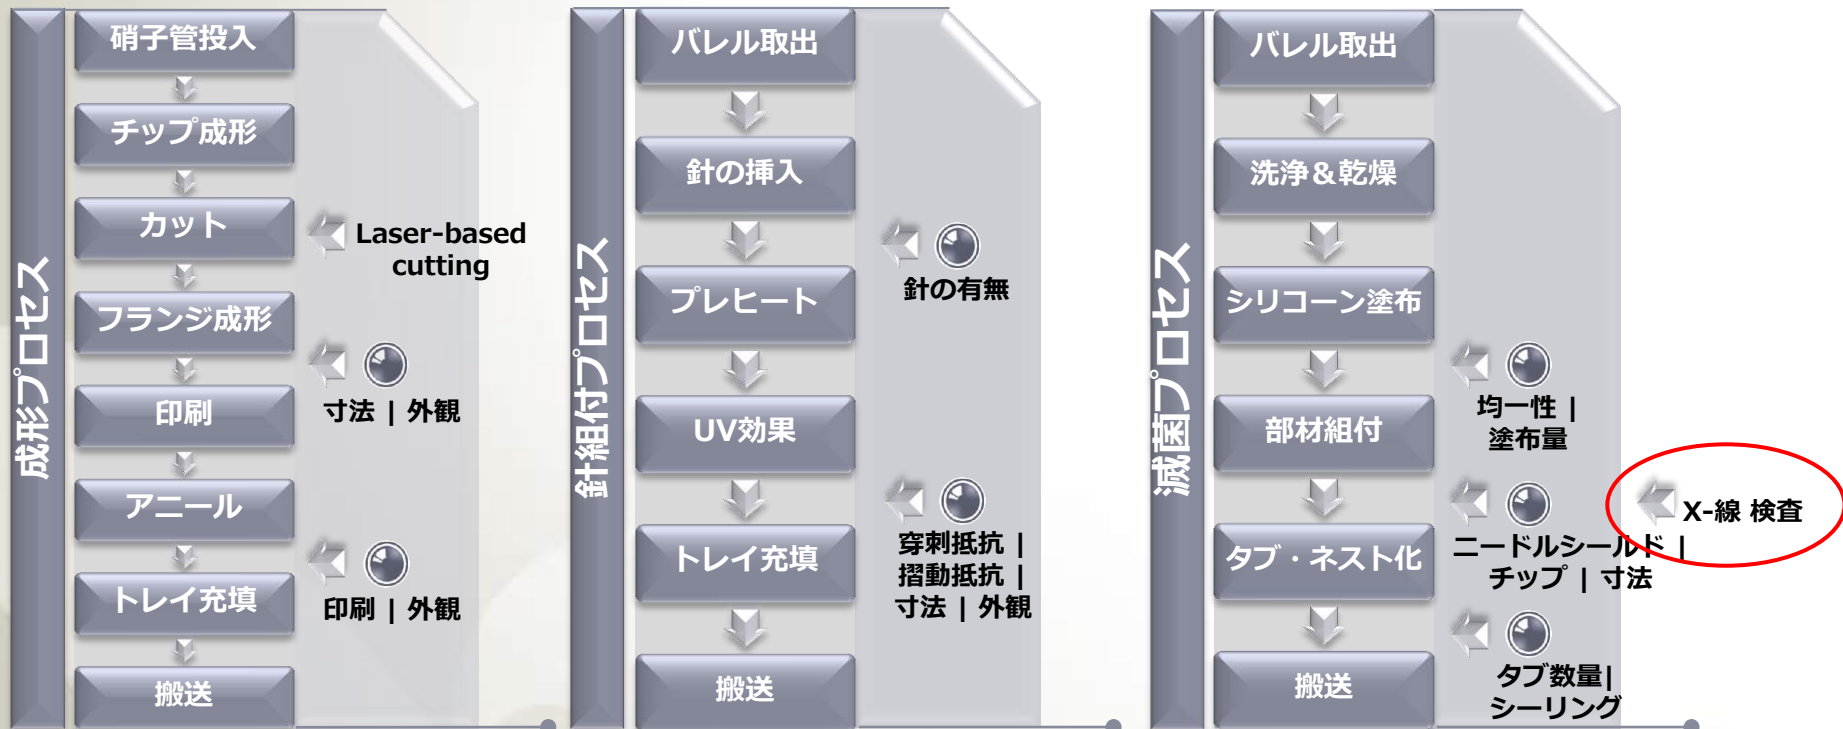 成形プロセス
硝子管投入
チップ成形
カット
Laser-based
cutting
フランジ成形
寸法 | 外観
印刷
アニール
印刷 | 外観
トレイ充填
搬送
針組付プロセス
バレル取出
針の挿入
針の有無
プレヒート
UV効果
穿刺抵抗 |
摺動抵抗 |
寸法 | 外観
トレイ充填
搬送
滅菌プロセス
バレル取出
洗浄&乾燥
シリコーン塗布
均一性 |
塗布量
部材組付
X-線 検査
ニードルシールド |
チップ | 寸法
タブ・ネスト化
タブ数量|
シーリング
搬送